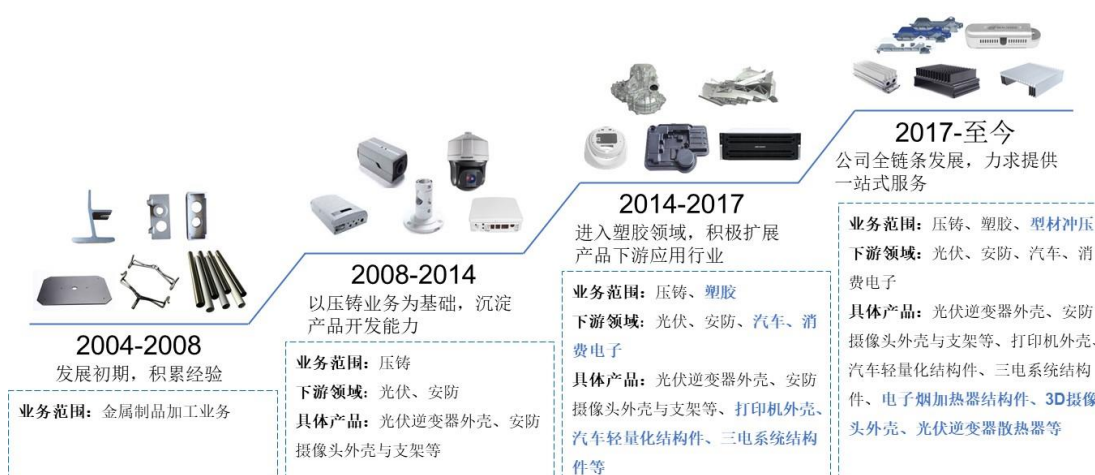 2004-2008
发展初期，积累经验
业务范围：金属制品加工业务
2008-2014
以压铸业务为基础，沉淀
产品开发能力
业务范围：压铸
下游领域：光伏、安防
具体产品：光伏逆变器外壳、安防
摄像头外壳与支架等
2014-2017
进入塑胶领域，积极扩展
产品下游应用行业
业务范围：压铸、塑胶
下游领域：光伏、安防、汽车、消
费电子
具体产品：光伏逆变器外壳、安防
摄像头外壳与支架等、打印机外壳、
汽车轻量化结构件、三电系统结构
件等
2017-至今
公司全链条发展，力求提供
一站式服务
业务范围：压铸、塑胶、型材冲压
下游领域：光伏、安防、汽车、消
费电子
具体产品：光伏逆变器外壳、安防
摄像头外壳与支架等、打印机外壳、
汽车轻量化结构件、三电系统结构
件、电子烟加热器结构件、3D摄像
头外壳、光伏逆变器散热器等